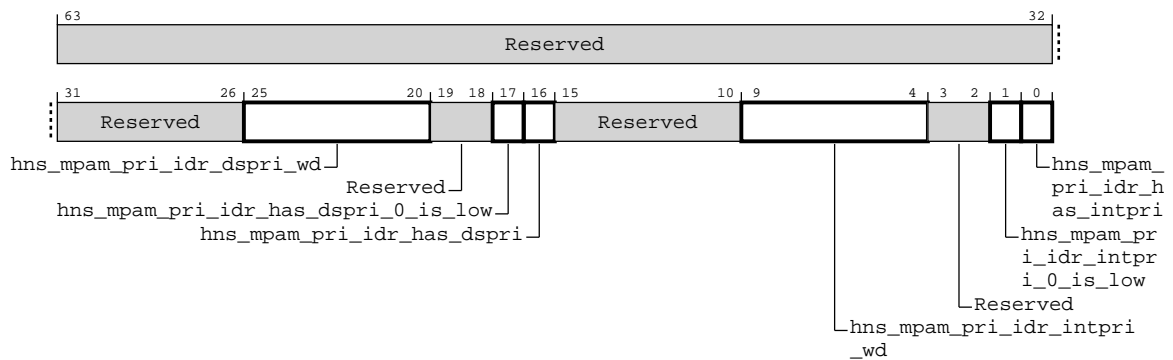 63 32
Reserved
31 26 25 20 19 18 17 16 15 10 9 4 3 2 1 0
Reserved Reserved
hns_mpam_pri_idr_dspri_wd
Reserved
hns_mpam_pri_idr_has_dspri_0_is_low
hns_mpam_pri_idr_has_dspri
hns_mpam_
pri_idr_h
as_intpri
hns_mpam_pr
i_idr_intpr
i_0_is_low
Reserved
hns_mpam_pri_idr_intpri
_wd